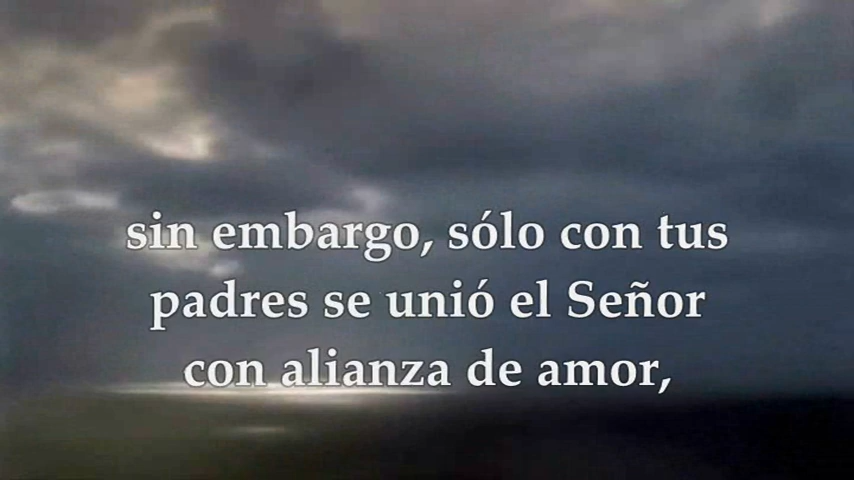 sin embargo, sólo con tus
padres se unió el Señor
con alianza de amor,